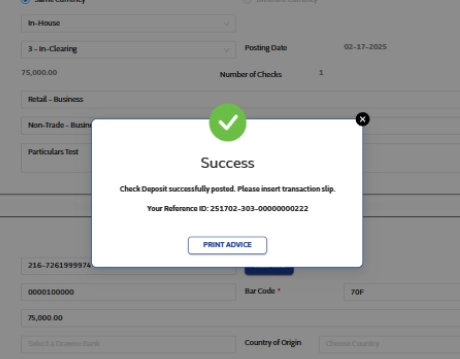 Same Currency
Different Currency
In-House
3 - In-Clearing
Posting Date
02-17-2025
75,000.00
Number of Checks
1
Retail - Business
Non-Trade - Busine
Particulars Test
Success
Check Deposit successfully posted. Please insert transaction slip.
Your Reference ID: 251702-303-00000000222
PRINT ADVICE
216-7261999974
0000100000
Bar Code *
70F
75,000.00
Select a Drawee Bank
Country of Origin
Choose Country